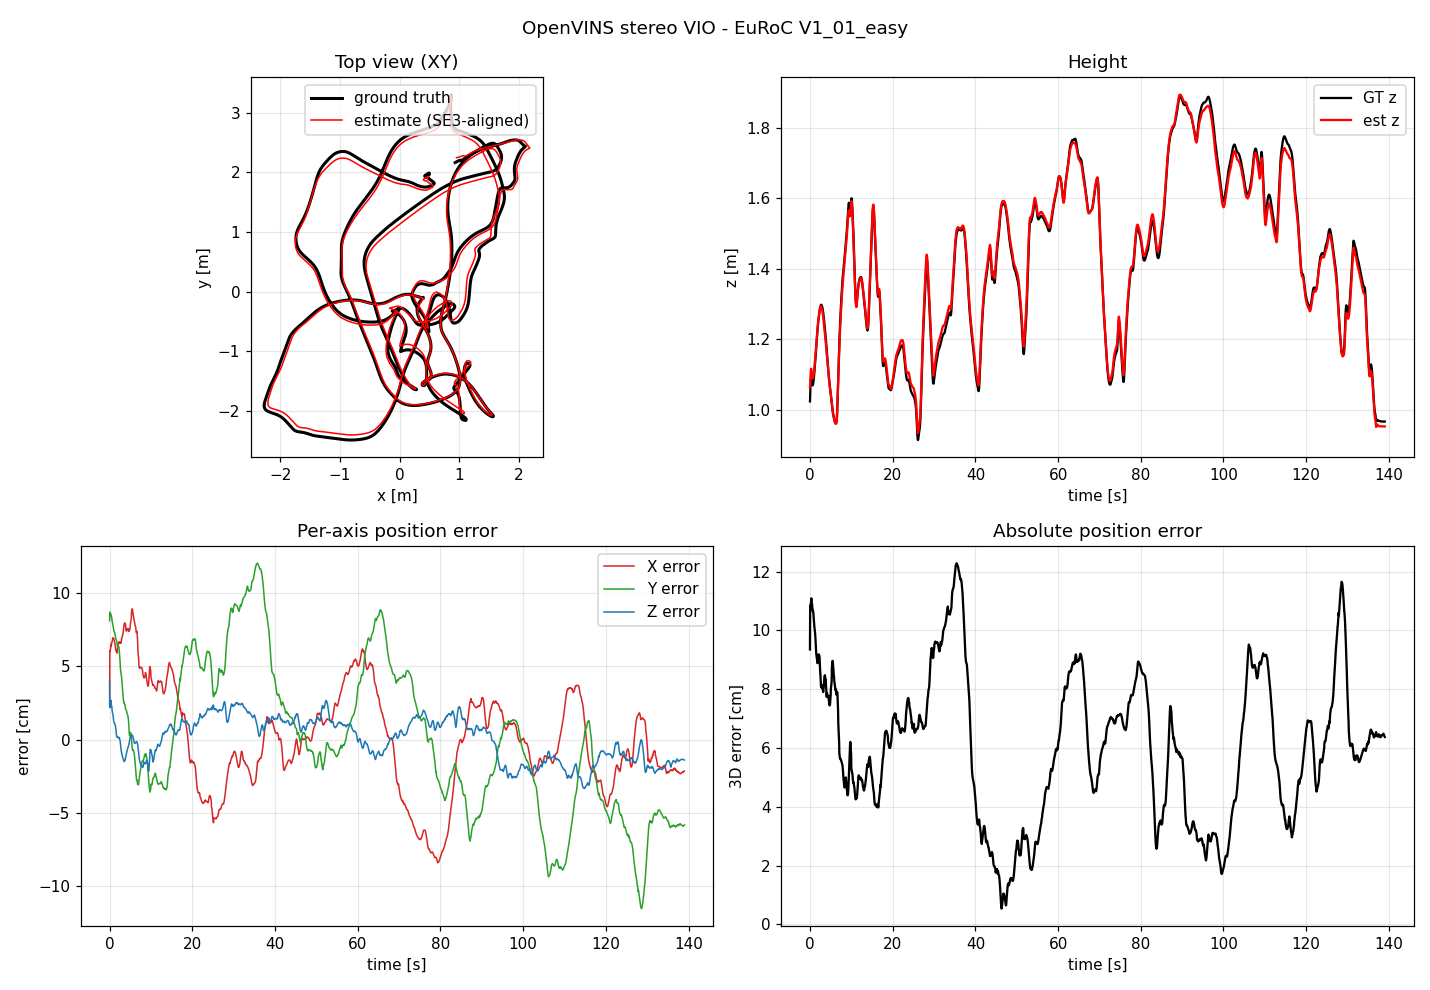 OpenVINS stereo VIO - EuRoC V1_01_easy
Top view (XY)
ground truth
estimate (SE3-aligned)
3
2
1
0
−1
−2
y [m]
−2 −1 0 1 2
x [m]
Height
GT z
est z
1.8
1.6
1.4
1.2
1.0
z [m]
0 20 40 60 80 100 120 140
time [s]
Per-axis position error
X error
Y error
Z error
10
5
0
−5
−10
error [cm]
0 20 40 60 80 100 120 140
time [s]
Absolute position error
12
10
8
6
4
2
0
3D error [cm]
0 20 40 60 80 100 120 140
time [s]